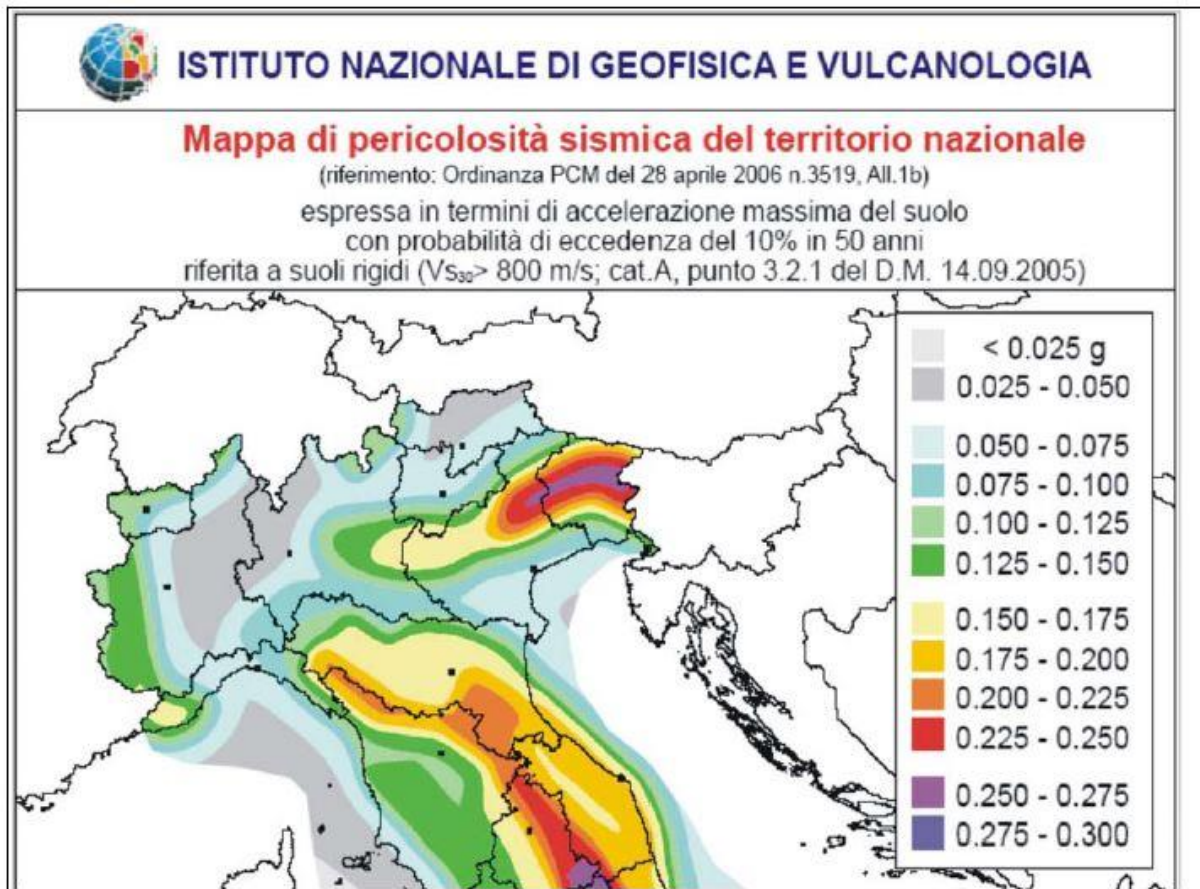 ISTITUTO NAZIONALE DI GEOFISICA E VULCANOLOGIA
Mappa di pericolosità sismica del territorio nazionale
(riferimento: Ordinanza PCM del 28 aprile 2006 n.3519, All.1b)
espressa in termini di accelerazione massima del suolo
con probabilità di eccedenza del 10% in 50 anni
riferita a suoli rigidi (Vs₃₀> 800 m/s; cat.A, punto 3.2.1 del D.M. 14.09.2005)
< 0.025 g
0.025 - 0.050
0.050 - 0.075
0.075 - 0.100
0.100 - 0.125
0.125 - 0.150
0.150 - 0.175
0.175 - 0.200
0.200 - 0.225
0.225 - 0.250
0.250 - 0.275
0.275 - 0.300